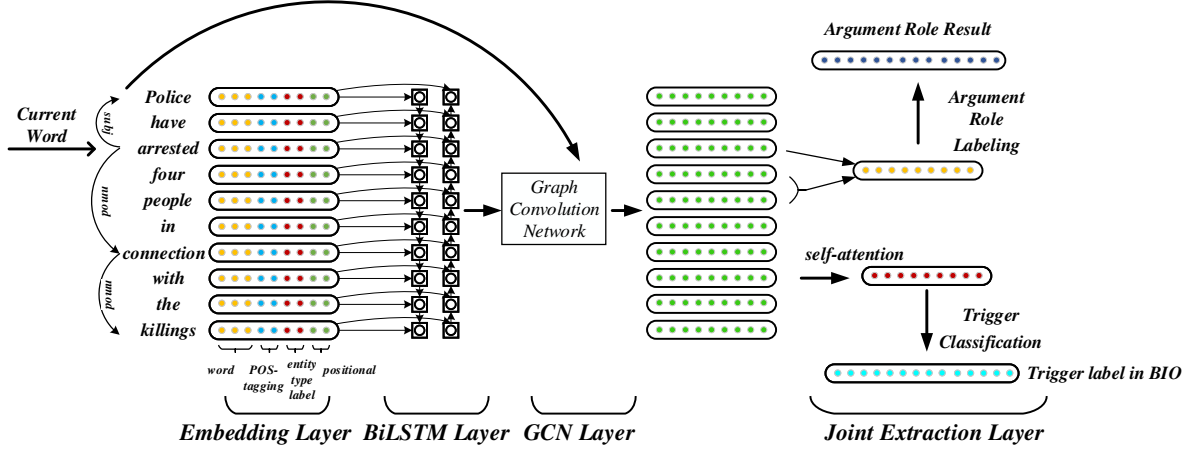 Argument Role Result
Current
Word
subj
nmod
nmod
Police
have
arrested
four
people
in
connection
with
the
killings
Graph
Convolution
Network
Argument
Role
Labeling
self-attention
Trigger
Classification
Trigger label in BIO
word
POS-
tagging
entity
type
label
positional
Embedding Layer
BiLSTM Layer
GCN Layer
Joint Extraction Layer